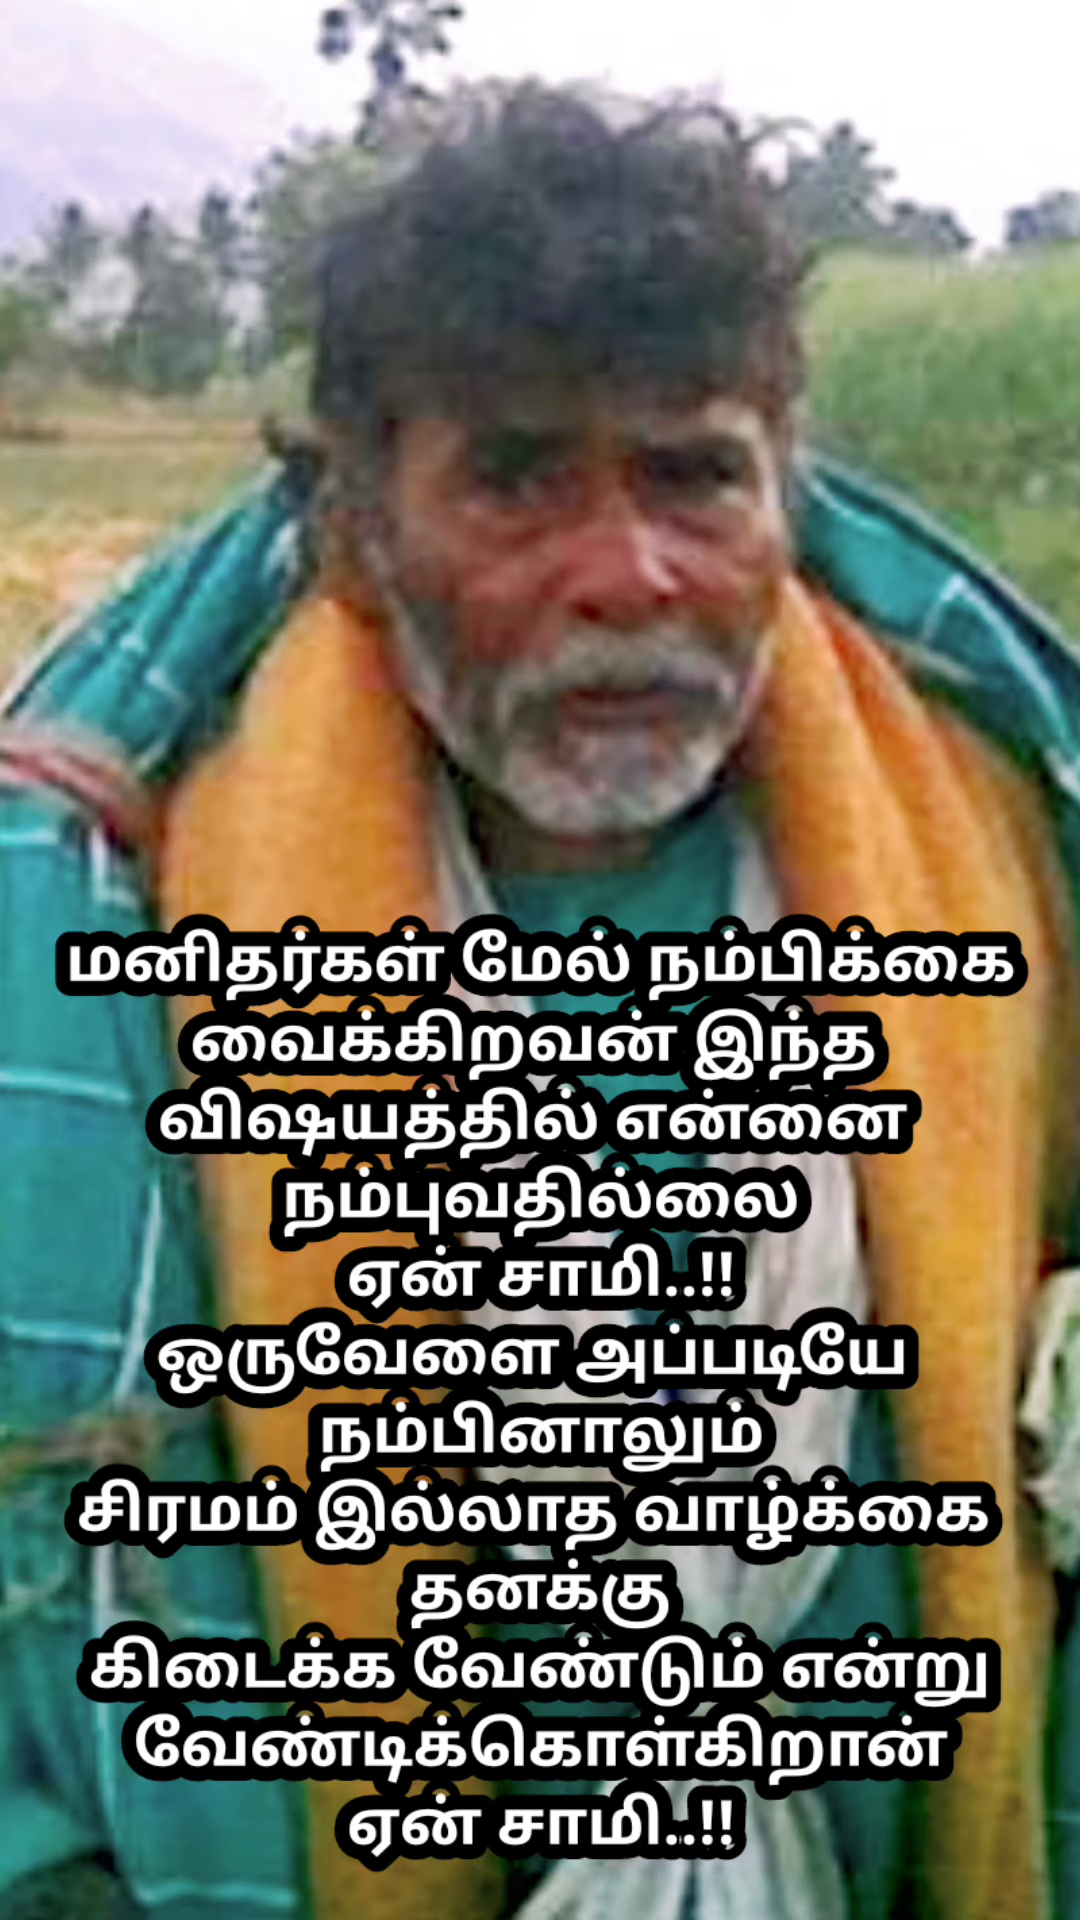 மனிதர்கள் மேல் நம்பிக்கை
வைக்கிறவன் இந்த
விஷயத்தில் என்னை
நம்புவதில்லை
ஏன் சாமி..!!
ஒருவேளை அப்படியே
நம்பினாலும்
சிரமம் இல்லாத வாழ்க்கை
தனக்கு
கிடைக்க வேண்டும் என்று
வேண்டிக்கொள்கிறான்
ஏன் சாமி..!!